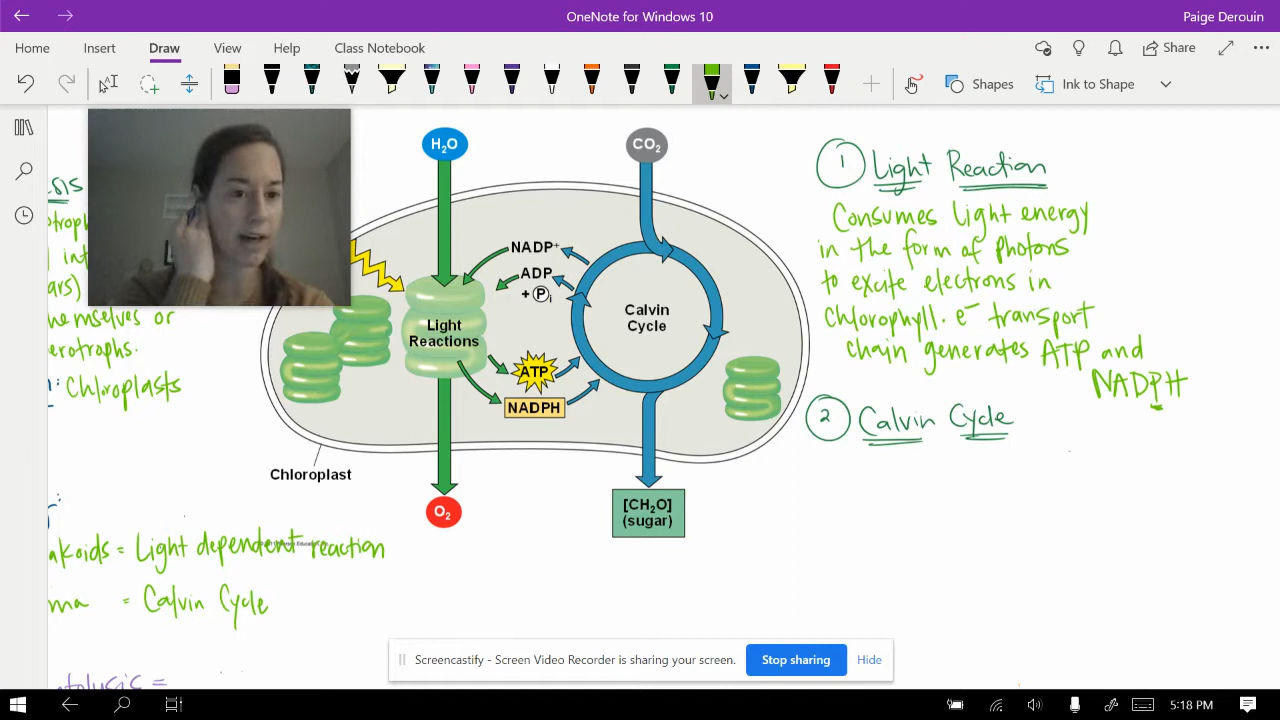 OneNote for Windows 10
Paige Derouin
Home Insert Draw View Help Class Notebook
Share
Shapes
Ink to Shape
H₂O
CO₂
NADP⁺
ADP
+ Pᵢ
Light
Reactions
Calvin
Cycle
ATP
NADPH
Chloroplast
O₂
[CH₂O]
(sugar)
1 Light Reaction
Consumes Light energy
in the form of photons
to excite electrons in
Chlorophyll. e⁻ transport
chain generates ATP and
NADPH
2 Calvin Cycle
hemselves or
erotrophs.
: Chloroplasts
akoids = Light dependent reaction
ma = Calvin Cycle
Screencastify - Screen Video Recorder is sharing your screen.
Stop sharing
Hide
5:18 PM